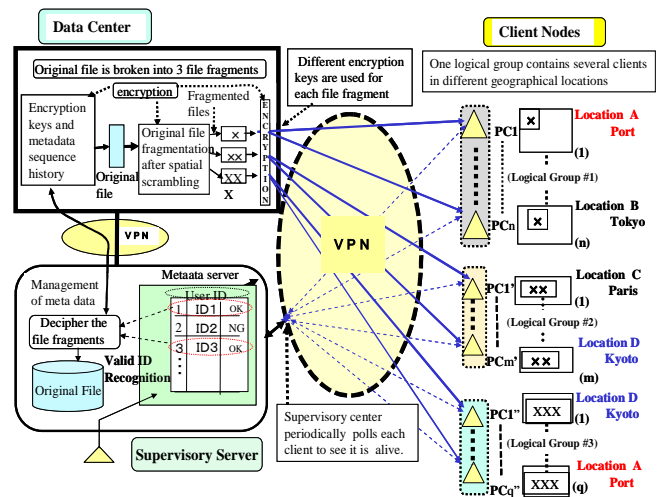 Data Center
Original file is broken into 3 file fragments
encryption
Fragmented
files
Encryption
keys and
metadata
sequence
history
Original
file
Original file
fragmentation
after spatial
scrambling
×
××
XX
X
ENCRYPTION
Different encryption
keys are used for
each file fragment
VPN
VPN
Client Nodes
One logical group contains several clients
in different geographical locations
PC1
×
(1)
Location A
Port
(Logical Group #1)
PCn
×
(n)
Location B
Tokyo
PC1'
××
(1)
Location C
Paris
(Logical Group #2)
PCm'
××
(m)
Location D
Kyoto
PC1"
XXX
(1)
Location D
Kyoto
(Logical Group #3)
PCq"
XXX
(q)
Location A
Port
Management
of meta data
Metaata server
User ID
1 ID1 OK
2 ID2 NG
3 ID3 OK
Decipher the
file fragments
Valid ID
Recognition
Original File
Supervisory Server
Supervisory center
periodically polls each
client to see it is alive.